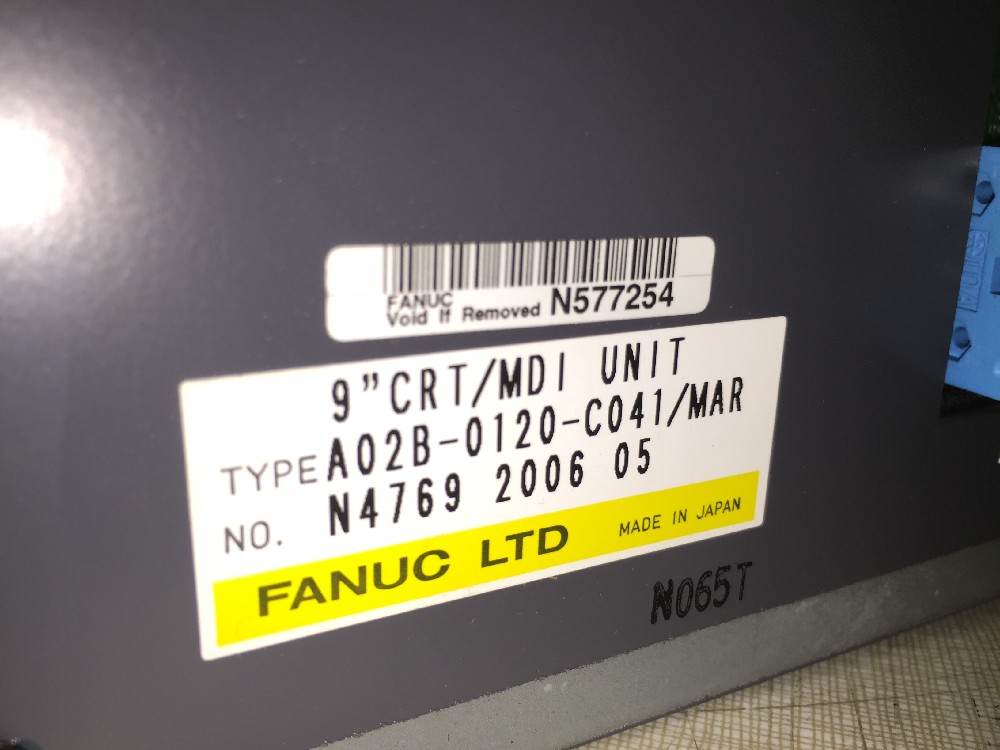 FANUC
Void If Removed N577254
9"CRT/MDI UNIT
TYPE A02B-0120-C041/MAR
NO. N4769 2006 05
FANUC LTD MADE IN JAPAN
N065T